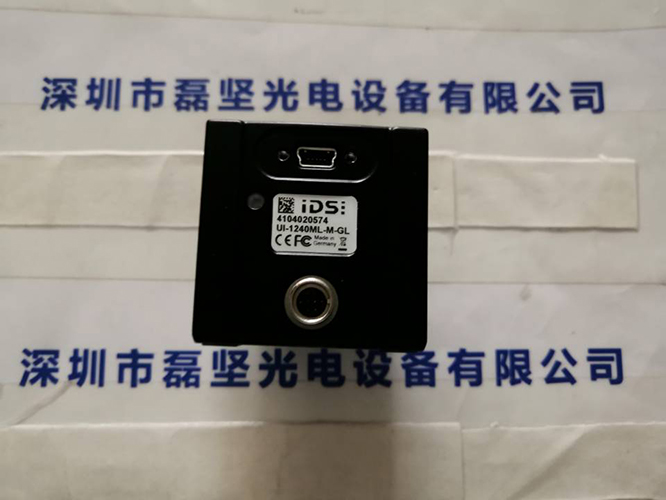 深圳市磊坚光电设备有限公司
iDS:
4104020574
UI-1240ML-M-GL
CE FC Made in
Germany
深圳市磊坚光电设备有限公司